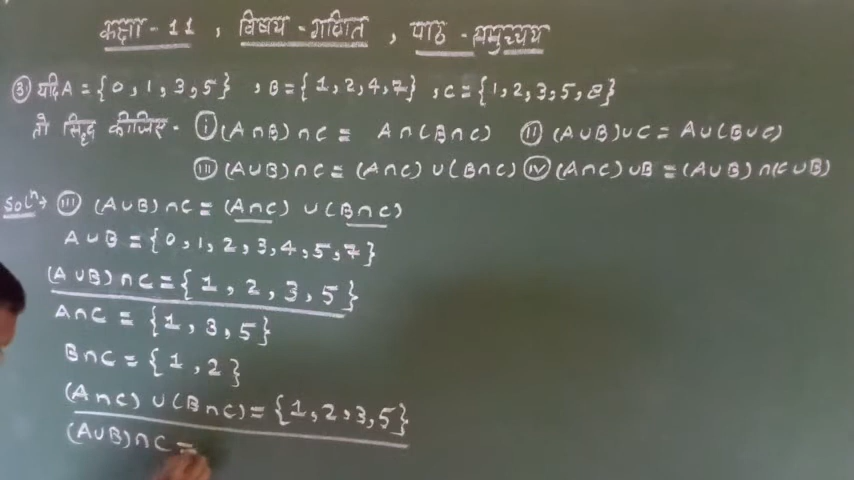 कक्षा - 11 , विषय - गणित , पाठ - समुच्चय
③ यदि A = {0, 1, 3, 5} , B = {1, 2, 4, 7} , C = {1, 2, 3, 5, 8}
तो सिद्ध कीजिए - ⓘ (A ∩ B) ∩ C = A ∩ (B ∩ C) ⓘⓘ (A ∪ B) ∪ C = A ∪ (B ∪ C)
ⓘⓘⓘ (A ∪ B) ∩ C = (A ∩ C) ∪ (B ∩ C) ⓘⓥ (A ∩ C) ∪ B = (A ∪ B) ∩ (C ∪ B)
Solⁿ → ⓘⓘⓘ (A ∪ B) ∩ C = (A ∩ C) ∪ (B ∩ C)
A ∪ B = {0, 1, 2, 3, 4, 5, 7}
(A ∪ B) ∩ C = {1, 2, 3, 5}
A ∩ C = {1, 3, 5}
B ∩ C = {1, 2}
(A ∩ C) ∪ (B ∩ C) = {1, 2, 3, 5}
(A ∪ B) ∩ C =